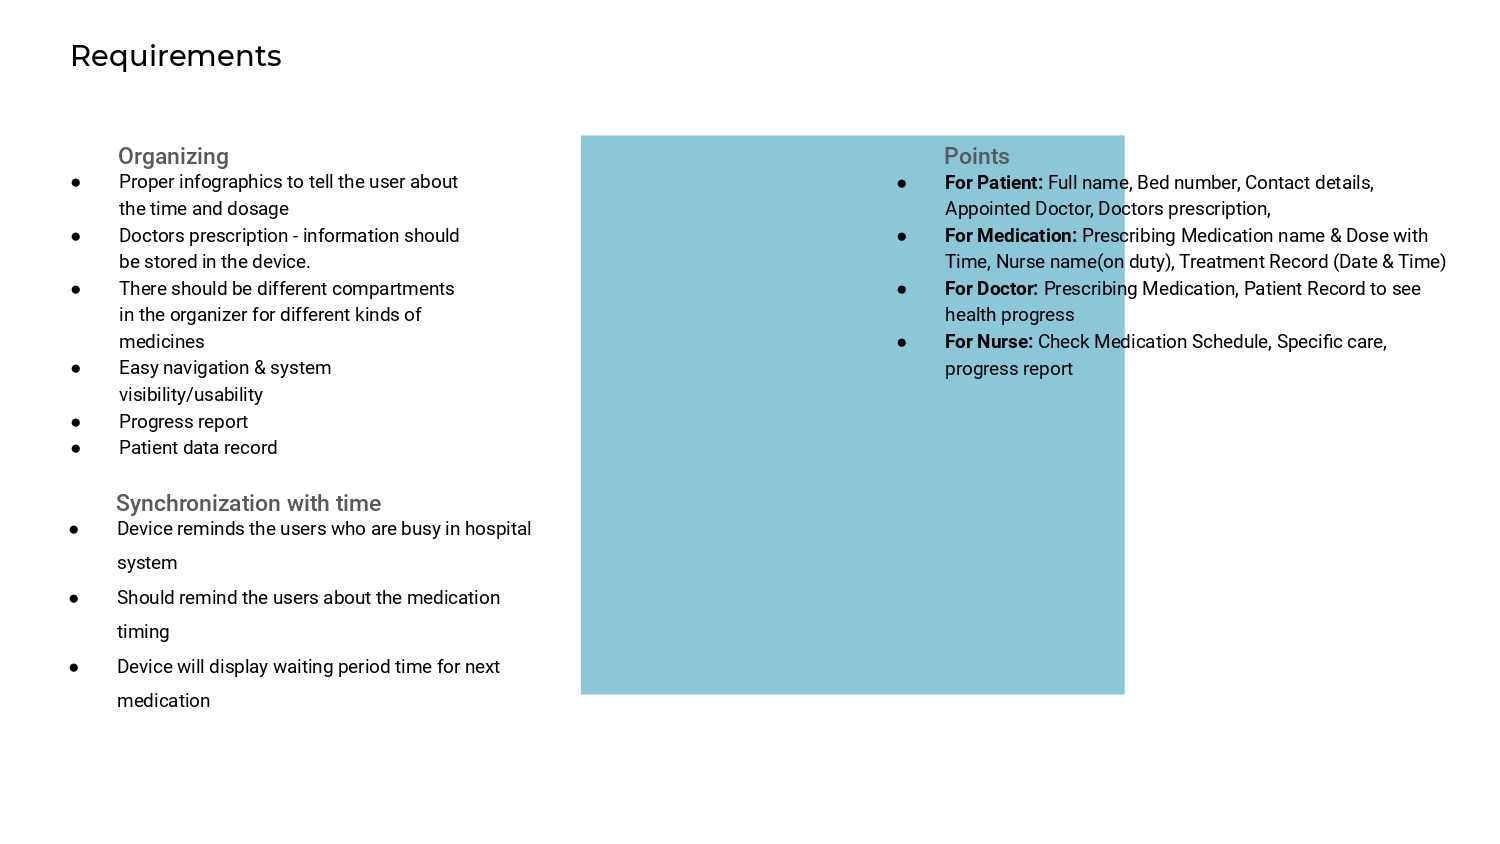 Requirements
Organizing
● Proper infographics to tell the user about
the time and dosage
● Doctors prescription - information should
be stored in the device.
● There should be different compartments
in the organizer for different kinds of
medicines
● Easy navigation & system
visibility/usability
● Progress report
● Patient data record
Synchronization with time
● Device reminds the users who are busy in hospital
system
● Should remind the users about the medication
timing
● Device will display waiting period time for next
medication
Points
● For Patient: Full name, Bed number, Contact details,
Appointed Doctor, Doctors prescription,
● For Medication: Prescribing Medication name & Dose with
Time, Nurse name(on duty), Treatment Record (Date & Time)
● For Doctor: Prescribing Medication, Patient Record to see
health progress
● For Nurse: Check Medication Schedule, Specific care,
progress report